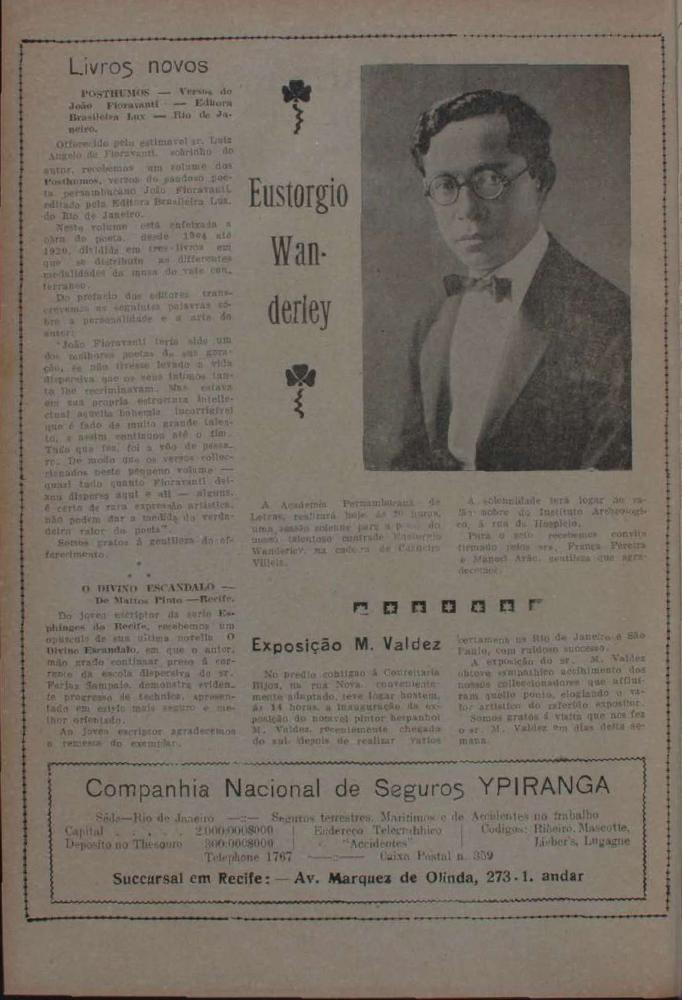 Livros novos
POSTHUMOS — Versos de
João Fioravanti — Editora
Brasileira Lux — Rio de Ja-
neiro.
Offerecido pelo estimavel sr. Luiz
Angelo de Fioravanti, sobrinho do
autor, recebemos um volume dos
Posthumos, versos do saudoso poe-
ta pernambucano João Fioravanti,
editado pela Editora Brasileira Lux,
do Rio de Janeiro.
Neste volume está enfeixada a
obra do poeta, desde 1904 até
1920, dividida em tres livros em
que se distribuem as differentes
modalidades da musa do vate con-
terraneo.
Do prefacio dos editores trans-
crevemos as seguintes palavras só-
bre a personalidade e a arte do
autor:
"João Fioravanti teria sido um
dos melhores poetas da sua gera-
ção, se não tivesse levado a vida
dispersiva que os seus intimos tan-
to lhe recriminavam. Mas estava
em sua propria estructura intelle-
ctual aquella bohemia incorrigivel
que é fado de muito grande talen-
to, e assim continuou até o fim.
Tudo que fez, foi a vôo de passa-
ro. De modo que os versos collec-
cionados neste pequeno volume —
quasi tudo quanto Fioravanti dei-
xou disperso aqui e ali — alguns,
é certo de rara expressão artistica,
não podem dar a medida do verda-
deiro valor do poeta".
Somos gratos á gentileza do of-
ferecimento.
* *
*
O DIVINO ESCANDALO —
De Mattos Pinto — Recife.
Do joven escriptor da serie Es-
phinges do Recife, recebemos um
opusculo de sua ultima novella O
Divino Escandalo, em que o autor,
mão grado continuar preso á cor-
rente da escola dispersiva do sr.
Farias Sampaio, demonstra eviden-
te progresso de technica, apresen-
tado em estylo mais seguro e me-
lhor orientado.
Ao joven escriptor agradecemos
a remessa do exemplar.
Eustorgio
Wan-
derley
A Academia Pernambucana de
Letras, realizará hoje, ás 20 horas,
uma sessão solenne para a do
nosso talentoso confrade Eustorgio
Wanderley, na cadeira de Carneiro
Villela.
A solennidade terá logar no sa-
lão nobre do Instituto Archeologi-
co, á rua do Hospicio.
Para o acto recebemos convite
firmado pelos srs. França Pereira
e Manoel Arão, gentileza que agra-
decemos.
Exposição M. Valdez
No predio contiguo á Confeitaria
Bijou, na rua Nova, conveniente-
mente adaptado, teve logar hontem,
ás 14 horas, a inauguração da ex-
posição do notavel pintor hespanhol
M. Valdez, recentemente chegado
do sul depois de realizar varios
certamens no Rio de Janeiro e São
Paulo, com ruidoso successo.
A exposição do sr. M. Valdez
obteve sympathico acolhimento dos
nossos colleccionadores que afflui-
ram quelle ponto, elogiando o va-
lor artistico do referido expositor.
Somos gratos á visita que nos fez
o sr. M. Valdez em dias desta se-
mana.
Companhia Nacional de Seguros YPIRANGA
Séde—Rio de Janeiro —::— Seguros terrestres, Maritimos e de Accidentes no trabalho
Capital . . . . . 2.000:000$000 | Endereço Telegraphico | Codigos: Ribeiro, Mascotte,
Deposito no Thesouro 300:000$000 "Accidentes" Lieber's, Lugagne
Telephone 1767 —::— Caixa Postal n. 359
Succursal em Recife: — Av. Marquez de Olinda, 273-1. andar